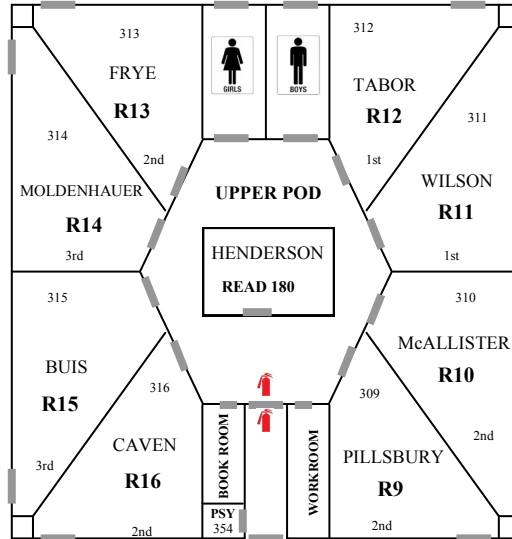 313
FRYE
R13
2nd
GIRLS
BOYS
312
TABOR
R12
1st
314
MOLDENHAUER
R14
3rd
UPPER POD
311
WILSON
R11
1st
HENDERSON
READ 180
315
BUIS
R15
3rd
310
McALLISTER
R10
2nd
316
CAVEN
R16
2nd
BOOK ROOM
PSY
354
WORKROOM
309
PILLSBURY
R9
2nd